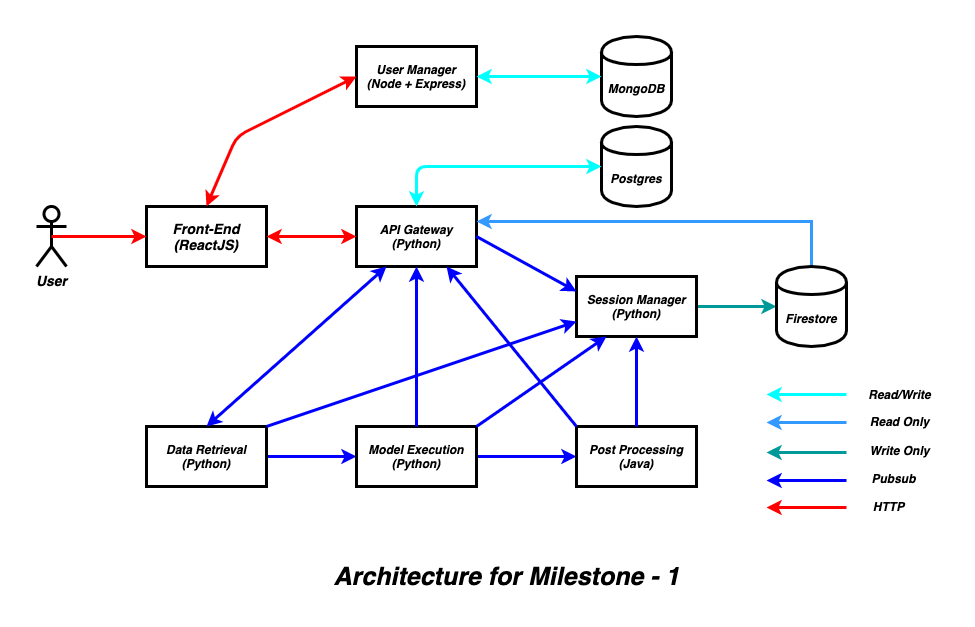 User Manager
(Node + Express)
MongoDB
Postgres
Front-End
(ReactJS)
API Gateway
(Python)
User
Session Manager
(Python)
Firestore
Data Retrieval
(Python)
Model Execution
(Python)
Post Processing
(Java)
Read/Write
Read Only
Write Only
Pubsub
HTTP
Architecture for Milestone - 1